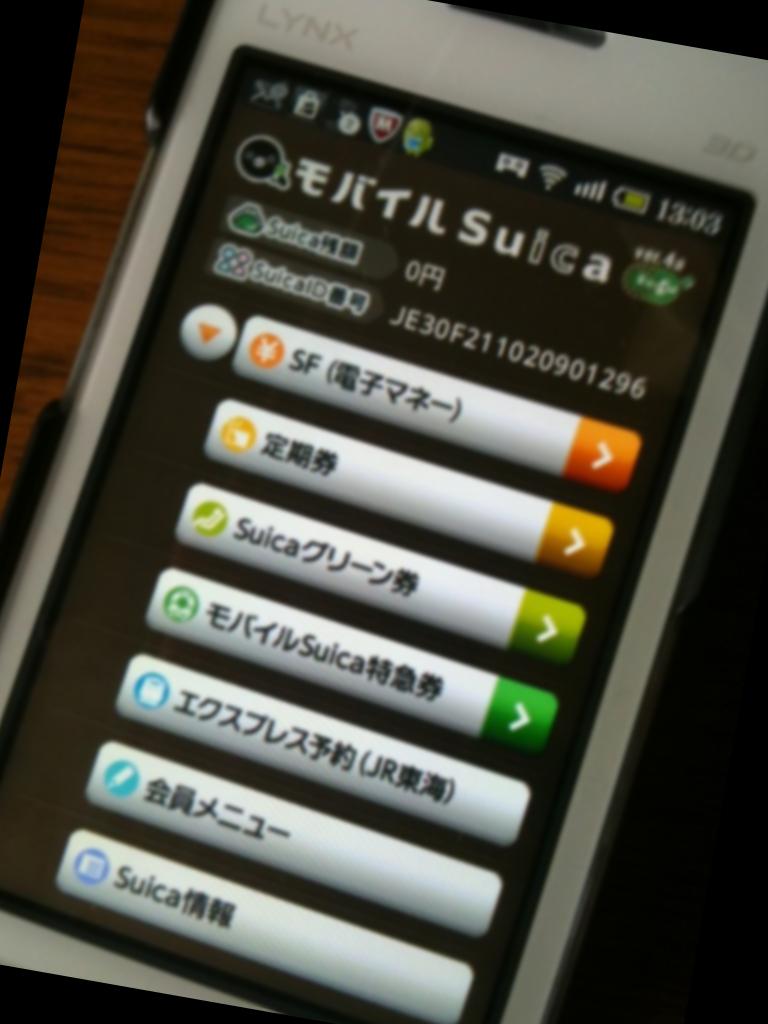 LYNX
3D
13:03
モバイルSuica
ver.4a
Suica残額 0円
SuicaID番号 JE30F211020901296
SF (電子マネー)
定期券
Suicaグリーン券
モバイルSuica特急券
エクスプレス予約 (JR東海)
会員メニュー
Suica情報